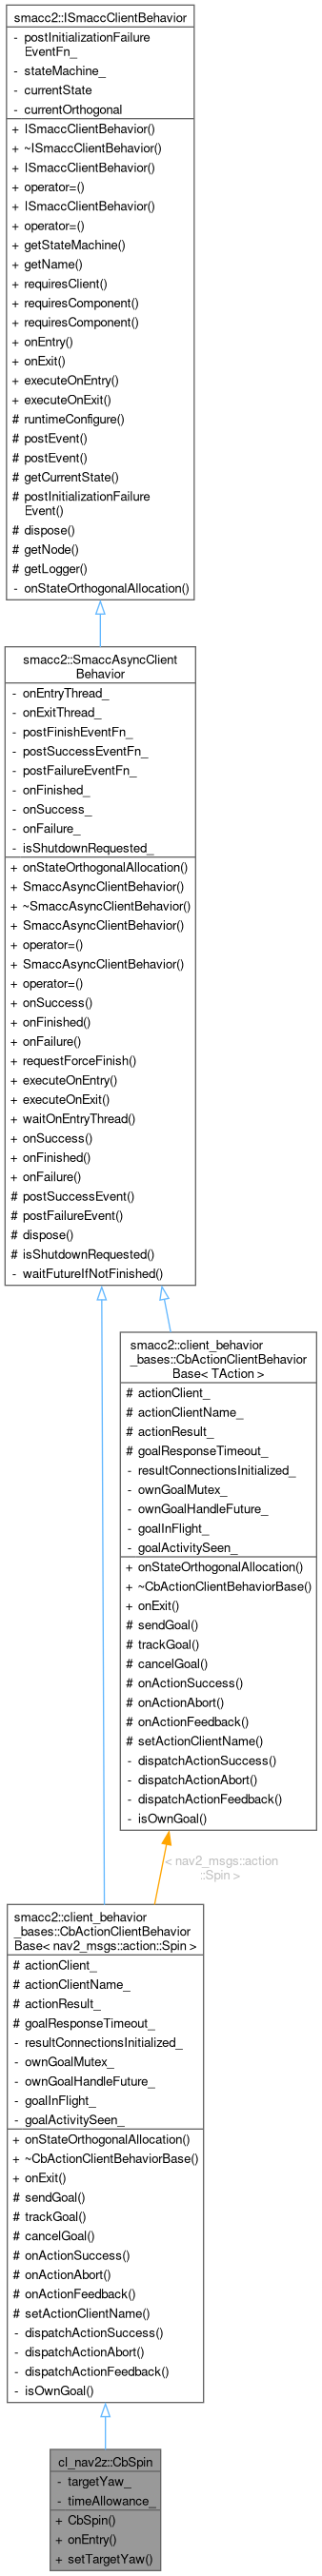 smacc2::ISmaccClientBehavior
- postInitializationFailure
EventFn_
- stateMachine_
- currentState
- currentOrthogonal
+ ISmaccClientBehavior()
+ ~ISmaccClientBehavior()
+ ISmaccClientBehavior()
+ operator=()
+ ISmaccClientBehavior()
+ operator=()
+ getStateMachine()
+ getName()
+ requiresClient()
+ requiresComponent()
+ requiresComponent()
+ onEntry()
+ onExit()
+ executeOnEntry()
+ executeOnExit()
# runtimeConfigure()
# postEvent()
# postEvent()
# getCurrentState()
# postInitializationFailure
Event()
# dispose()
# getNode()
# getLogger()
- onStateOrthogonalAllocation()
smacc2::SmaccAsyncClient
Behavior
- onEntryThread_
- onExitThread_
- postFinishEventFn_
- postSuccessEventFn_
- postFailureEventFn_
- onFinished_
- onSuccess_
- onFailure_
- isShutdownRequested_
+ onStateOrthogonalAllocation()
+ SmaccAsyncClientBehavior()
+ ~SmaccAsyncClientBehavior()
+ SmaccAsyncClientBehavior()
+ operator=()
+ SmaccAsyncClientBehavior()
+ operator=()
+ onSuccess()
+ onFinished()
+ onFailure()
+ requestForceFinish()
+ executeOnEntry()
+ executeOnExit()
+ waitOnEntryThread()
+ onSuccess()
+ onFinished()
+ onFailure()
# postSuccessEvent()
# postFailureEvent()
# dispose()
# isShutdownRequested()
- waitFutureIfNotFinished()
smacc2::client_behavior
_bases::CbActionClientBehavior
Base< TAction >
# actionClient_
# actionClientName_
# actionResult_
# goalResponseTimeout_
- resultConnectionsInitialized_
- ownGoalMutex_
- ownGoalHandleFuture_
- goalInFlight_
- goalActivitySeen_
+ onStateOrthogonalAllocation()
+ ~CbActionClientBehaviorBase()
+ onExit()
# sendGoal()
# trackGoal()
# cancelGoal()
# onActionSuccess()
# onActionAbort()
# onActionFeedback()
# setActionClientName()
- dispatchActionSuccess()
- dispatchActionAbort()
- dispatchActionFeedback()
- isOwnGoal()
< nav2_msgs::action
::Spin >
smacc2::client_behavior
_bases::CbActionClientBehavior
Base< nav2_msgs::action::Spin >
# actionClient_
# actionClientName_
# actionResult_
# goalResponseTimeout_
- resultConnectionsInitialized_
- ownGoalMutex_
- ownGoalHandleFuture_
- goalInFlight_
- goalActivitySeen_
+ onStateOrthogonalAllocation()
+ ~CbActionClientBehaviorBase()
+ onExit()
# sendGoal()
# trackGoal()
# cancelGoal()
# onActionSuccess()
# onActionAbort()
# onActionFeedback()
# setActionClientName()
- dispatchActionSuccess()
- dispatchActionAbort()
- dispatchActionFeedback()
- isOwnGoal()
cl_nav2z::CbSpin
- targetYaw_
- timeAllowance_
+ CbSpin()
+ onEntry()
+ setTargetYaw()